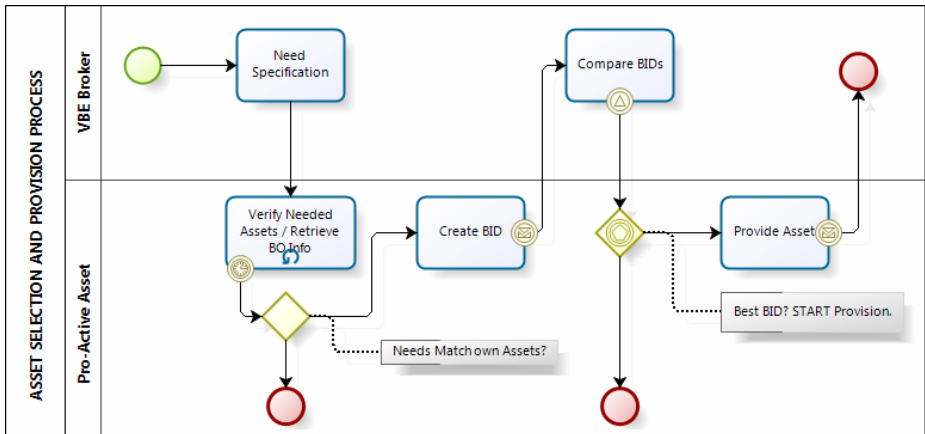 ASSET SELECTION AND PROVISION PROCESS
VBE Broker
Need
Specification
Compare BIDs
Pro-Active Asset
Verify Needed
Assets / Retrieve
BO Info
Create BID
Provide Asset
Best BID? START Provision.
Needs Match own Assets?